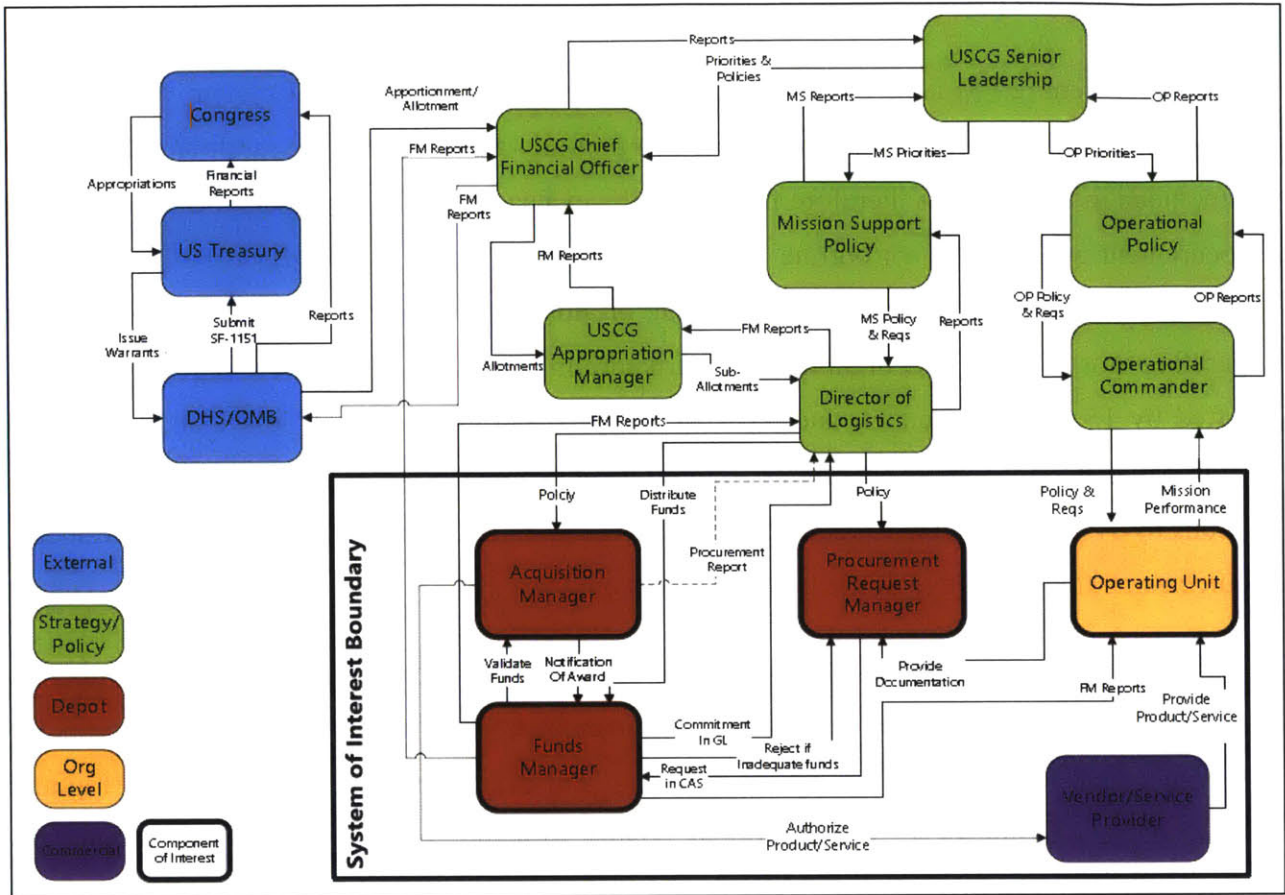 Reports
USCG Senior
Leadership
Priorities &
Policies
MS Reports
OP Reports
Apportionment/
Allotment
Congress
USCG Chief
Financial Officer
FM Reports
MS Priorities
OP Priorities
Appropriations
Financial
Reports
FM
Reports
Mission Support
Policy
Operational
Policy
US Treasury
FM Reports
OP Policy
& Reqs
OP Reports
Issue
Warrants
Submit
SF-1151
Reports
USCG
Appropriation
Manager
FM Reports
MS Policy
& Reqs
Reports
Allotments
Sub-
Allotments
Operational
Commander
DHS/OMB
Director of
Logistics
FM Reports
Polciy
Distribute
Funds
Policy
Policy &
Reqs
Mission
Performance
System of Interest Boundary
External
Acquisition
Manager
Procurement
Report
Procurement
Request
Manager
Operating Unit
Strategy/
Policy
Validate
Funds
Notification
Of Award
Provide
Documentation
FM Reports
Provide
Product/Service
Depot
Funds
Manager
Commitment
In GL
Reject if
Inadequate funds
Request
in CAS
Org
Level
Vendor/Service
Provider
Authorize
Product/Service
Commercial
Component
of Interest